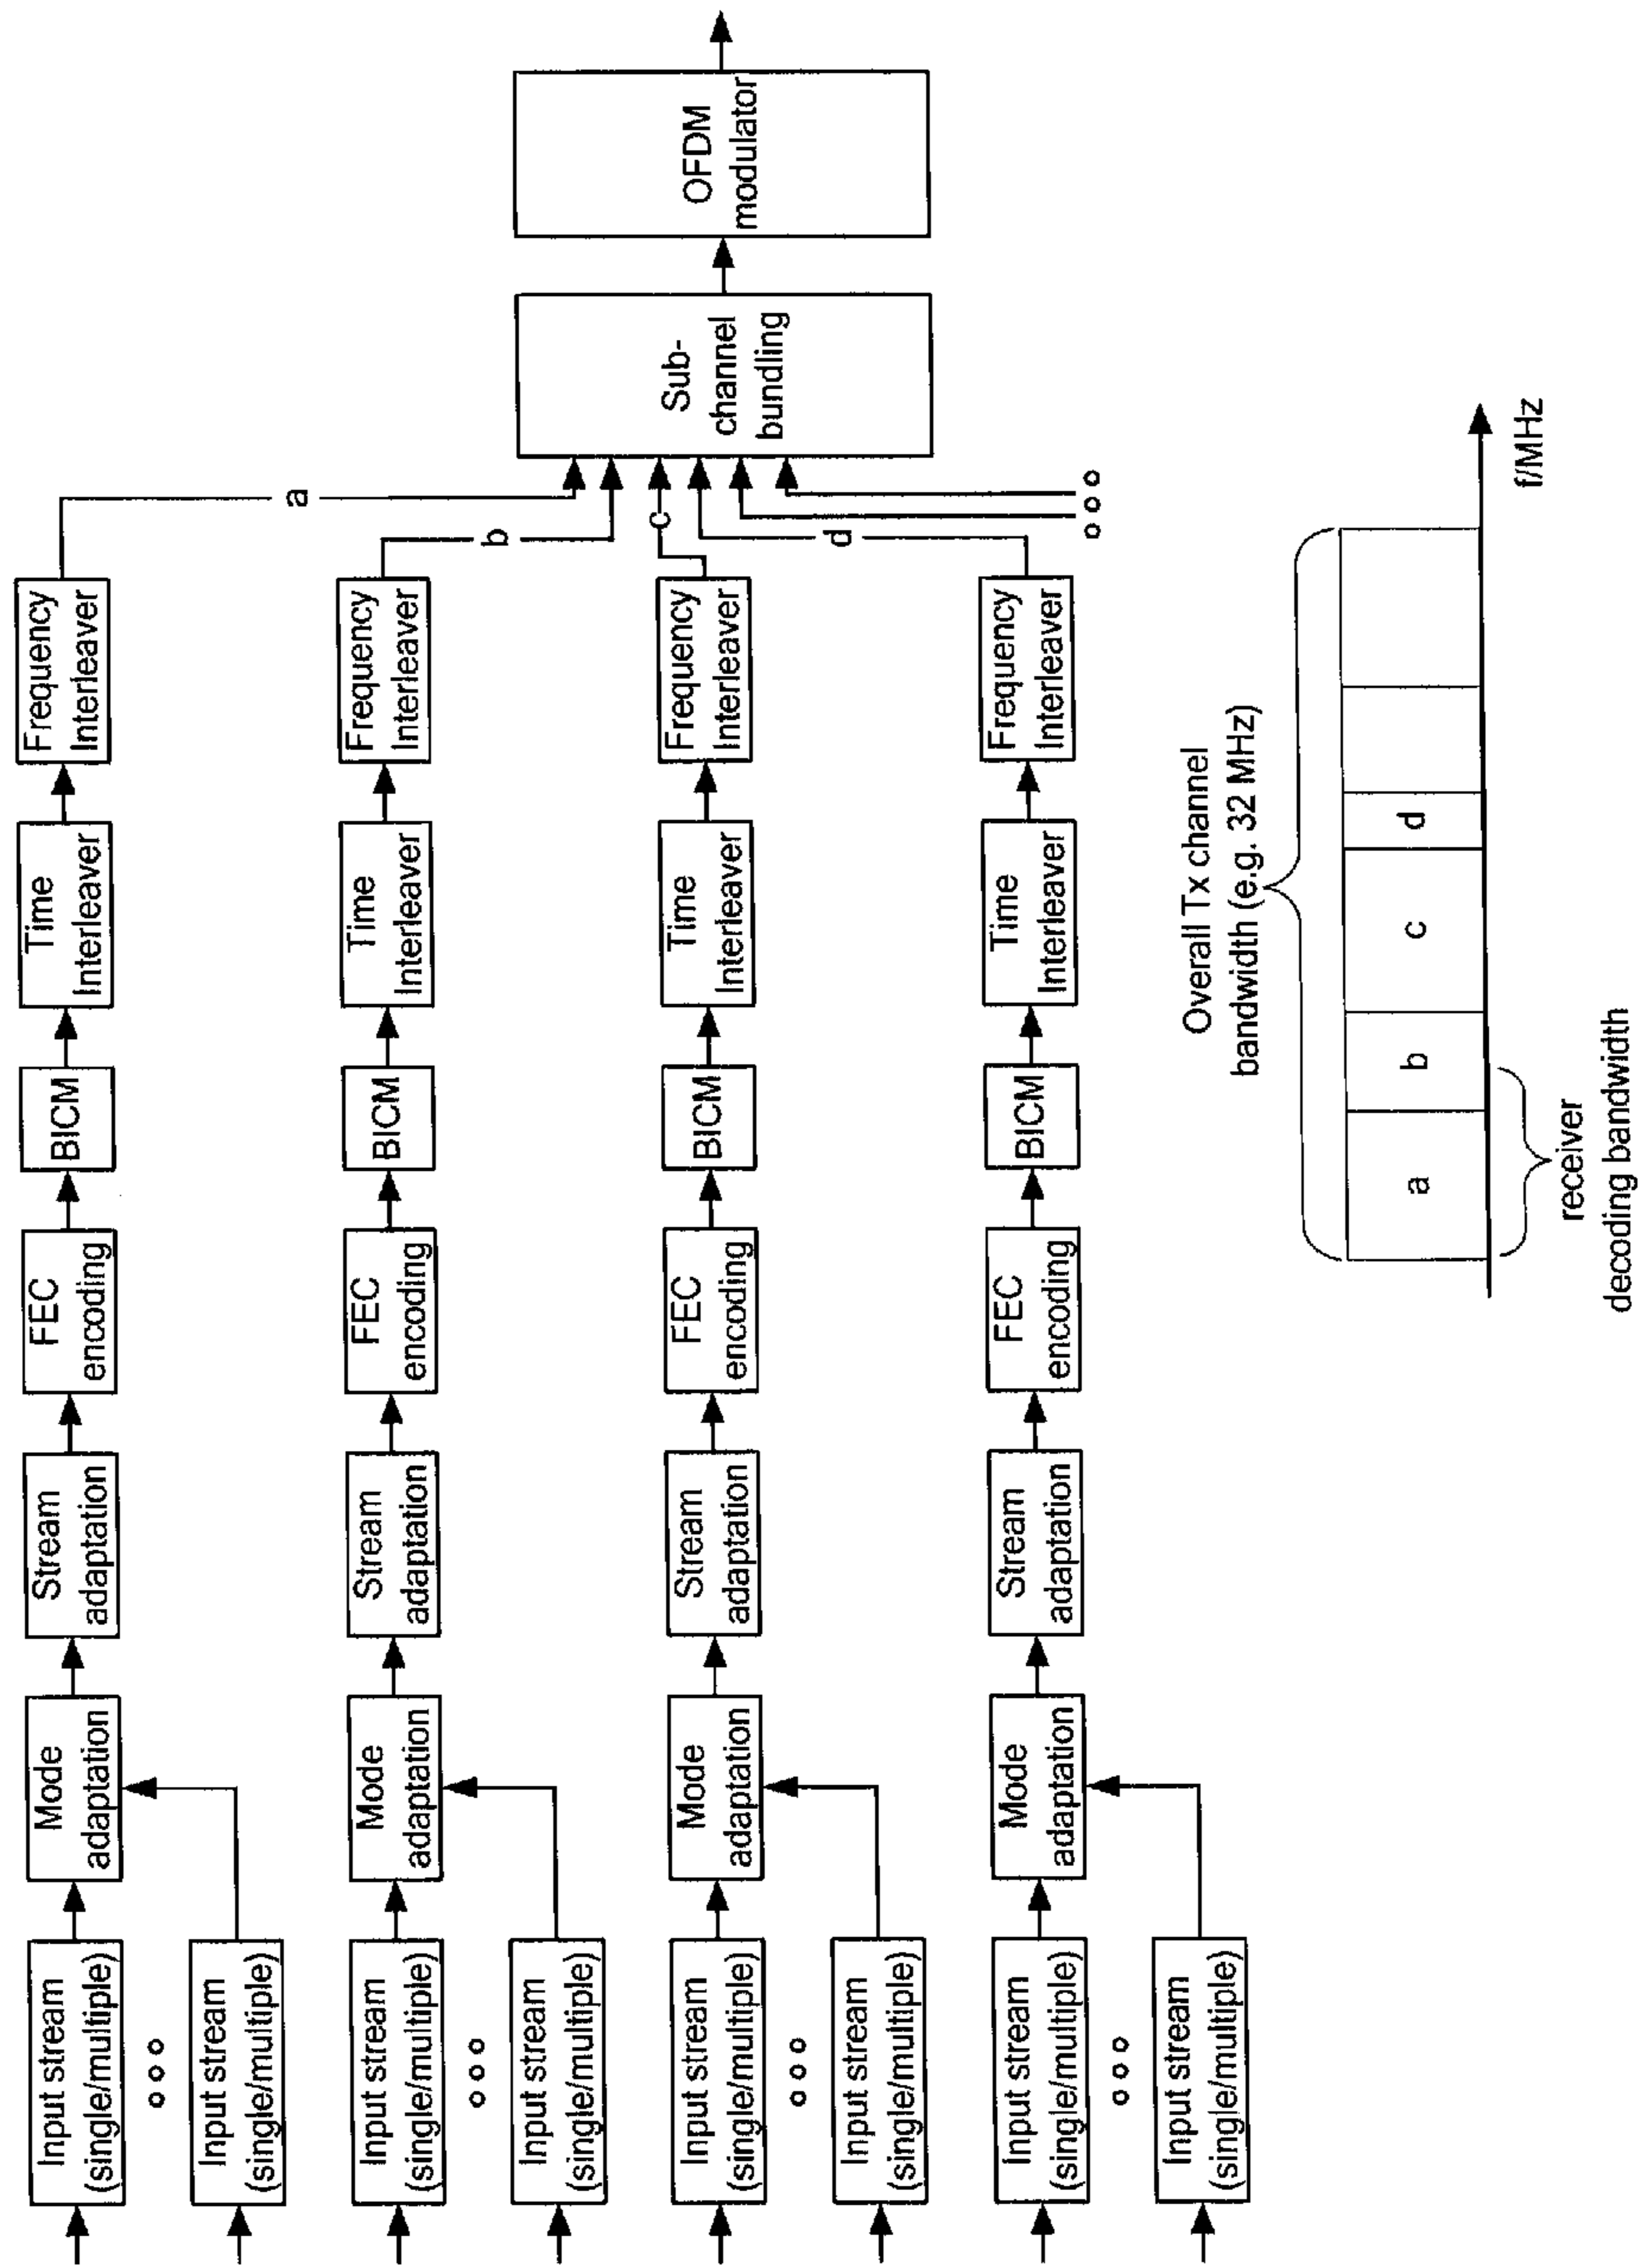 Input stream
(single/multiple)
Mode
adaptation
Stream
adaptation
FEC
encoding
BICM
Time
Interleaver
Frequency
Interleaver
a
Input stream
(single/multiple)
Input stream
(single/multiple)
Mode
adaptation
Stream
adaptation
FEC
encoding
BICM
Time
Interleaver
Frequency
Interleaver
b
Input stream
(single/multiple)
Input stream
(single/multiple)
Mode
adaptation
Stream
adaptation
FEC
encoding
BICM
Time
Interleaver
Frequency
Interleaver
c
Input stream
(single/multiple)
Input stream
(single/multiple)
Mode
adaptation
Stream
adaptation
FEC
encoding
BICM
Time
Interleaver
Frequency
Interleaver
d
Input stream
(single/multiple)
Sub-
channel
bundling
OFDM
modulator
Overall Tx channel
bandwidth (e.g. 32 MHz)
a
b
c
d
f/MHz
receiver
decoding bandwidth